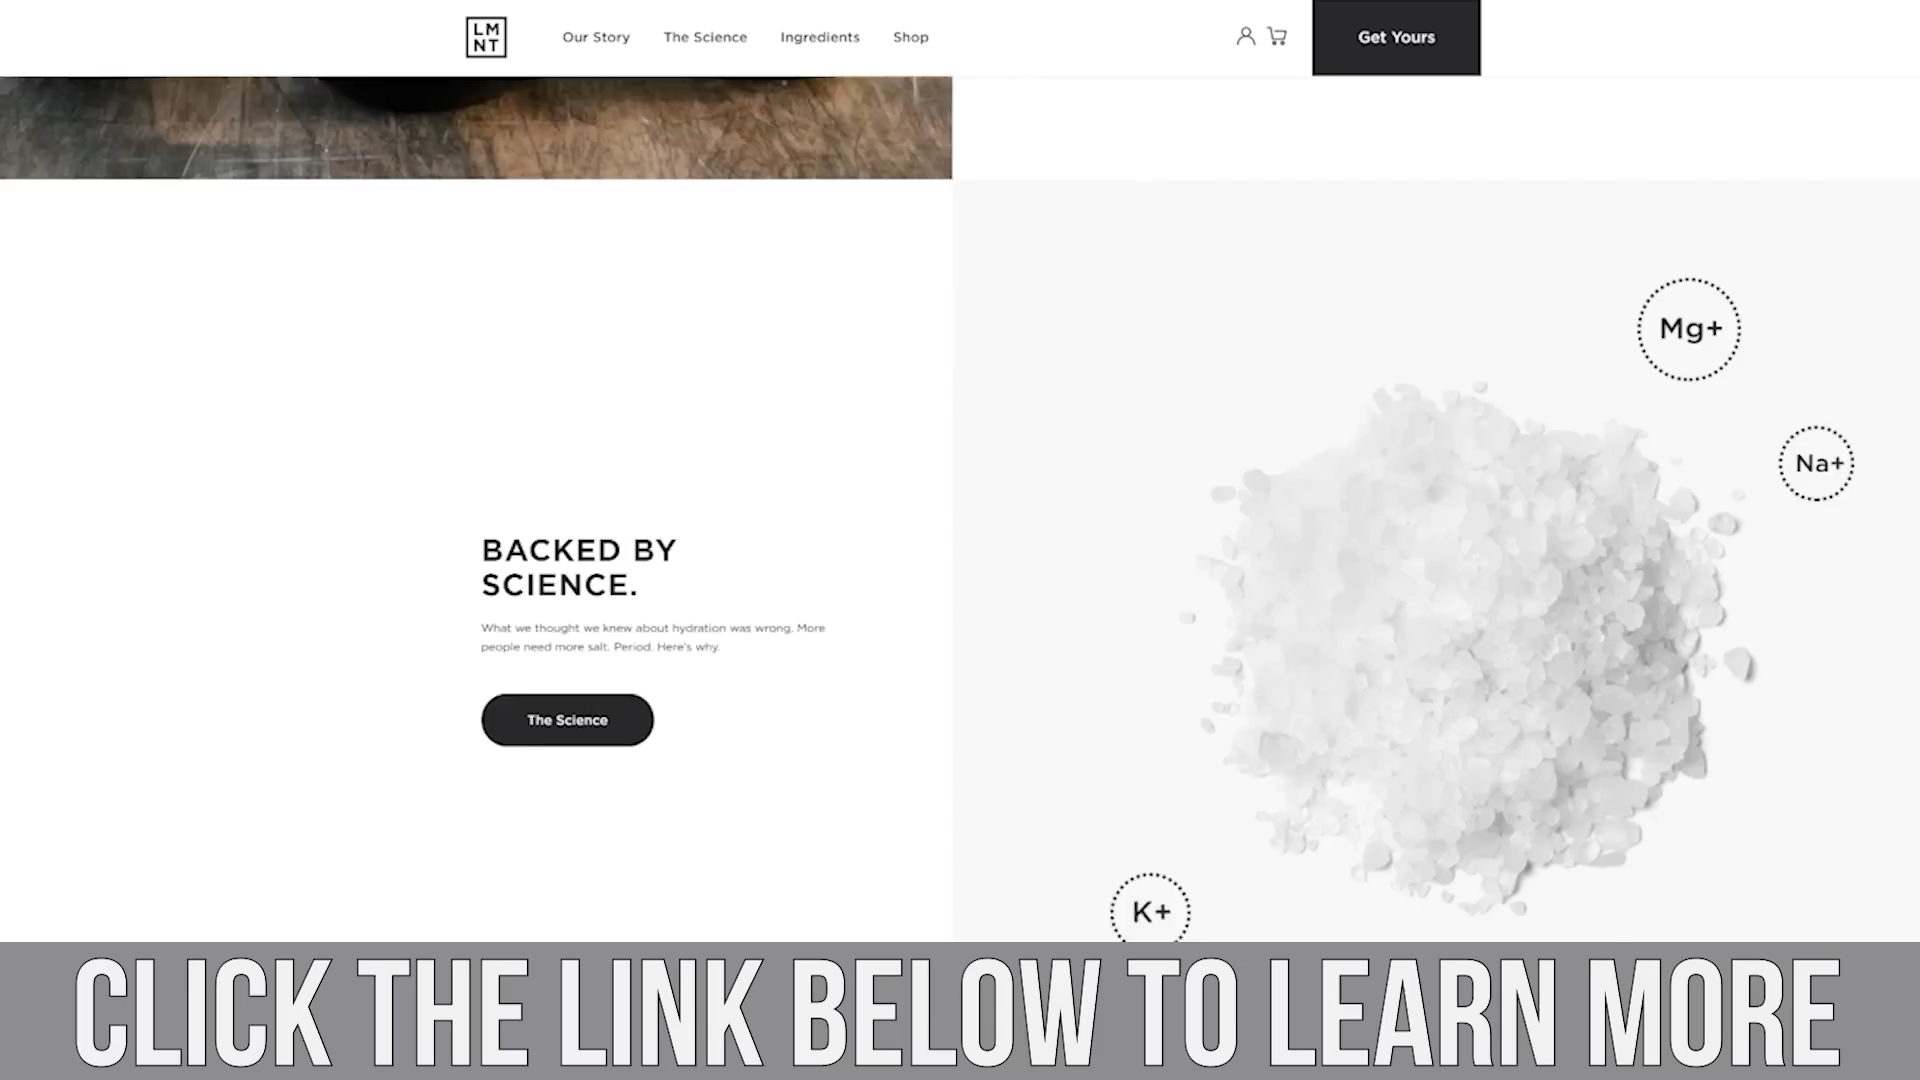 LM
NT
Our Story
The Science
Ingredients
Shop
Get Yours
Mg+
Na+
BACKED BY
SCIENCE.
What we thought we knew about hydration was wrong. More
people need more salt. Period. Here's why.
The Science
K+
CLICK THE LINK BELOW TO LEARN MORE